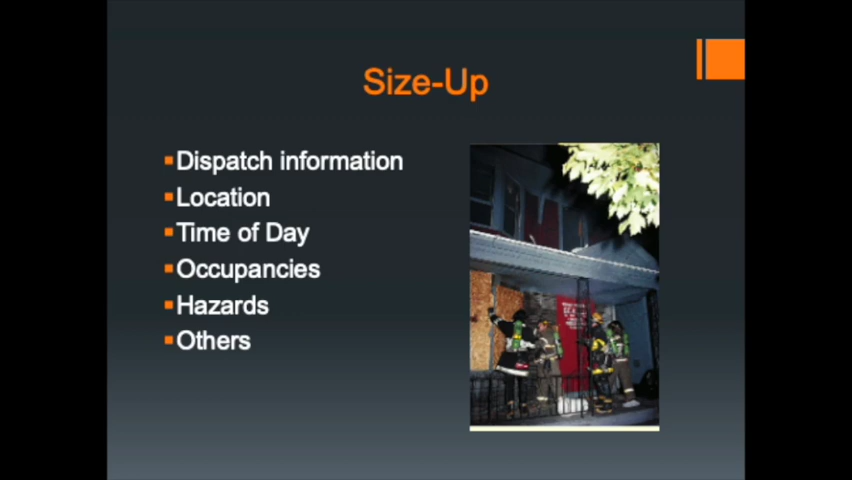 Size-Up
Dispatch information
Location
Time of Day
Occupancies
Hazards
Others